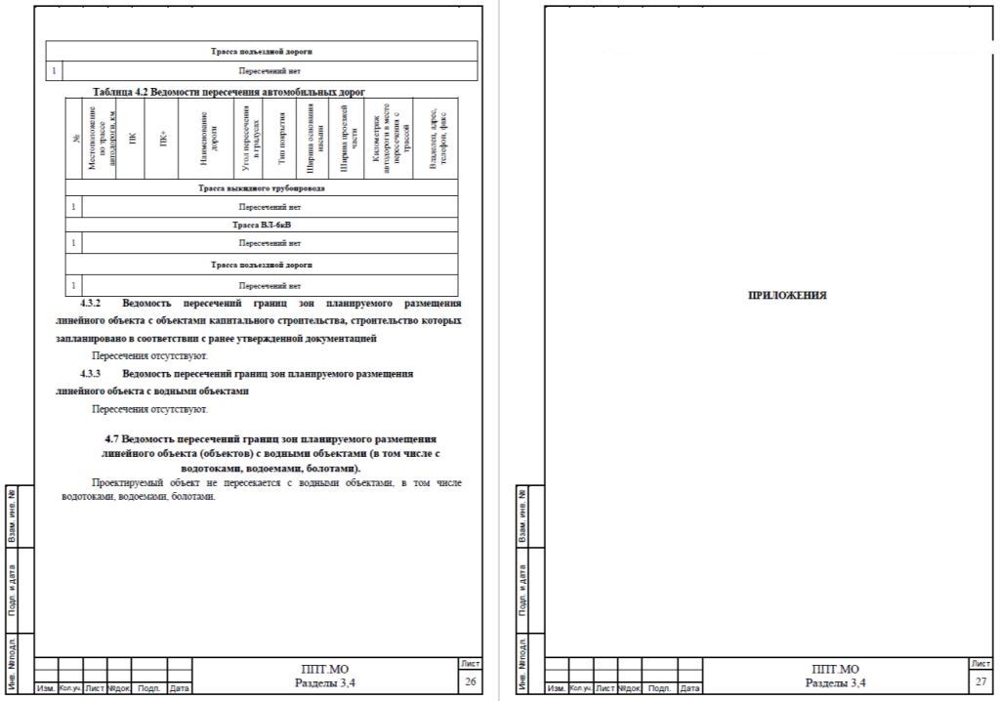 Трасса подъездной дороги
1 Пересечений нет
Таблица 4.2 Ведомости пересечения автомобильных дорог
№
Местоположение по трассе автодороги, км
ПК
ПК+
Наименование дороги
Угол пересечения в градусах
Тип покрытия
Ширина основания насыпи
Ширина проезжей части
Километраж автодороги в месте пересечения с трассой
Владелец, адрес, телефон, факс
Трасса выкидного трубопровода
1 Пересечений нет
Трасса ВЛ-6кВ
1 Пересечений нет
Трасса подъездной дороги
1 Пересечений нет
4.3.2 Ведомость пересечений границ зон планируемого размещения
линейного объекта с объектами капитального строительства, строительство которых
запланировано в соответствии с ранее утвержденной документацией
Пересечения отсутствуют.
4.3.3 Ведомость пересечений границ зон планируемого размещения
линейного объекта с водными объектами
Пересечения отсутствуют.
4.7 Ведомость пересечений границ зон планируемого размещения
линейного объекта (объектов) с водными объектами (в том числе с
водотоками, водоемами, болотами).
Проектируемый объект не пересекается с водными объектами, в том числе
водотоками, водоемами, болотами.
Взам. инв. №
Подп. и дата
Инв. №подл.
Изм. Кол.уч. Лист №док. Подп. Дата
ППТ.МО
Разделы 3,4
Лист
26
ПРИЛОЖЕНИЯ
Взам. инв. №
Подп. и дата
Инв. №подл.
Изм. Кол.уч. Лист №док. Подп. Дата
ППТ.МО
Разделы 3,4
Лист
27